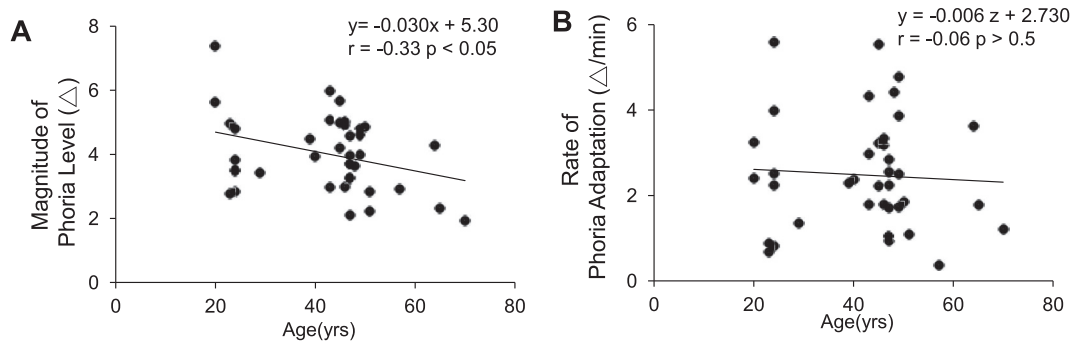 A
y= -0.030x + 5.30
r = -0.33 p < 0.05
Magnitude of
Phoria Level (△)
8
6
4
2
0
0 20 40 60 80
Age(yrs)
B
y = -0.006 z + 2.730
r = -0.06 p > 0.5
Rate of
Phoria Adaptation (△/min)
6
4
2
0
0 20 40 60 80
Age(yrs)